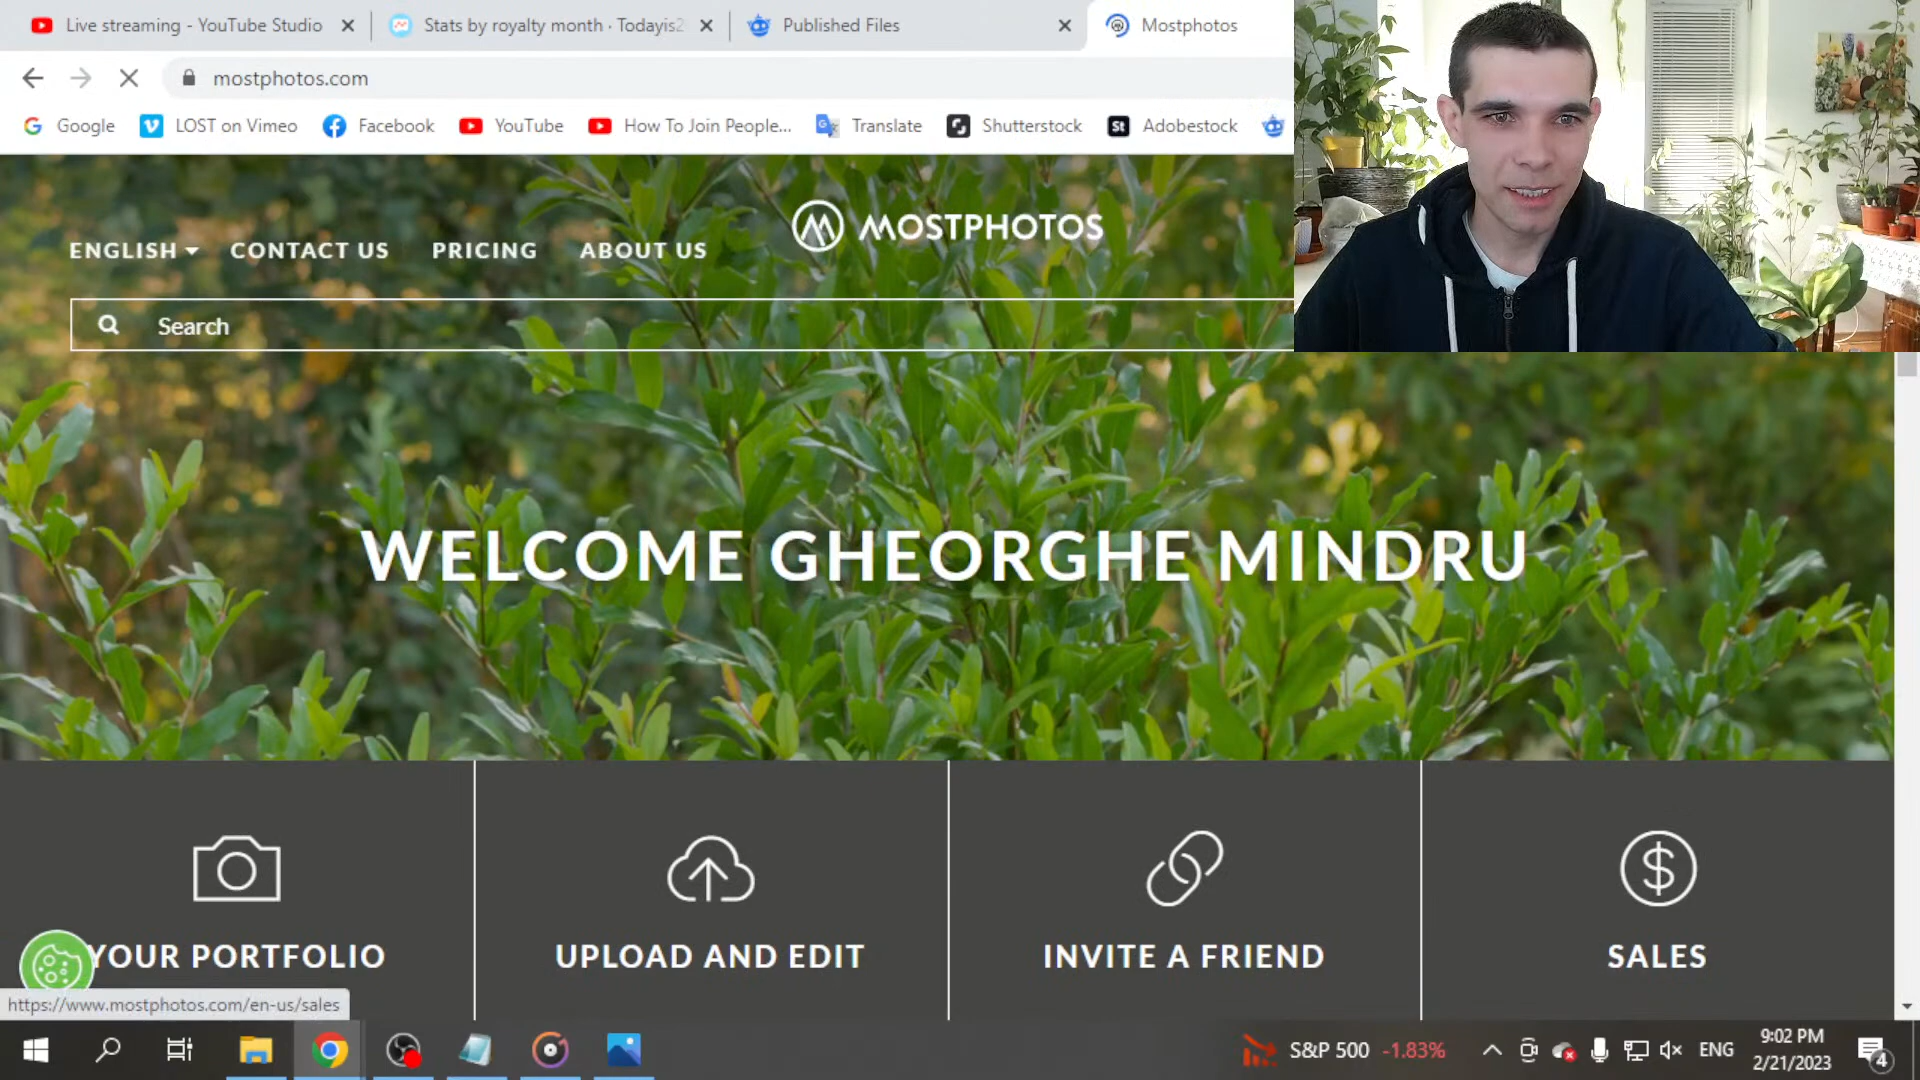 Live streaming - YouTube Studio
Stats by royalty month · Todayis2
Published Files
Mostphotos
mostphotos.com
Google
LOST on Vimeo
Facebook
YouTube
How To Join People...
Translate
Shutterstock
St Adobestock
MOSTPHOTOS
ENGLISH CONTACT US PRICING ABOUT US
Search
WELCOME GHEORGHE MINDRU
YOUR PORTFOLIO
UPLOAD AND EDIT
INVITE A FRIEND
SALES
https://www.mostphotos.com/en-us/sales
S&P 500 -1.83%
ENG
9:02 PM
2/21/2023
4